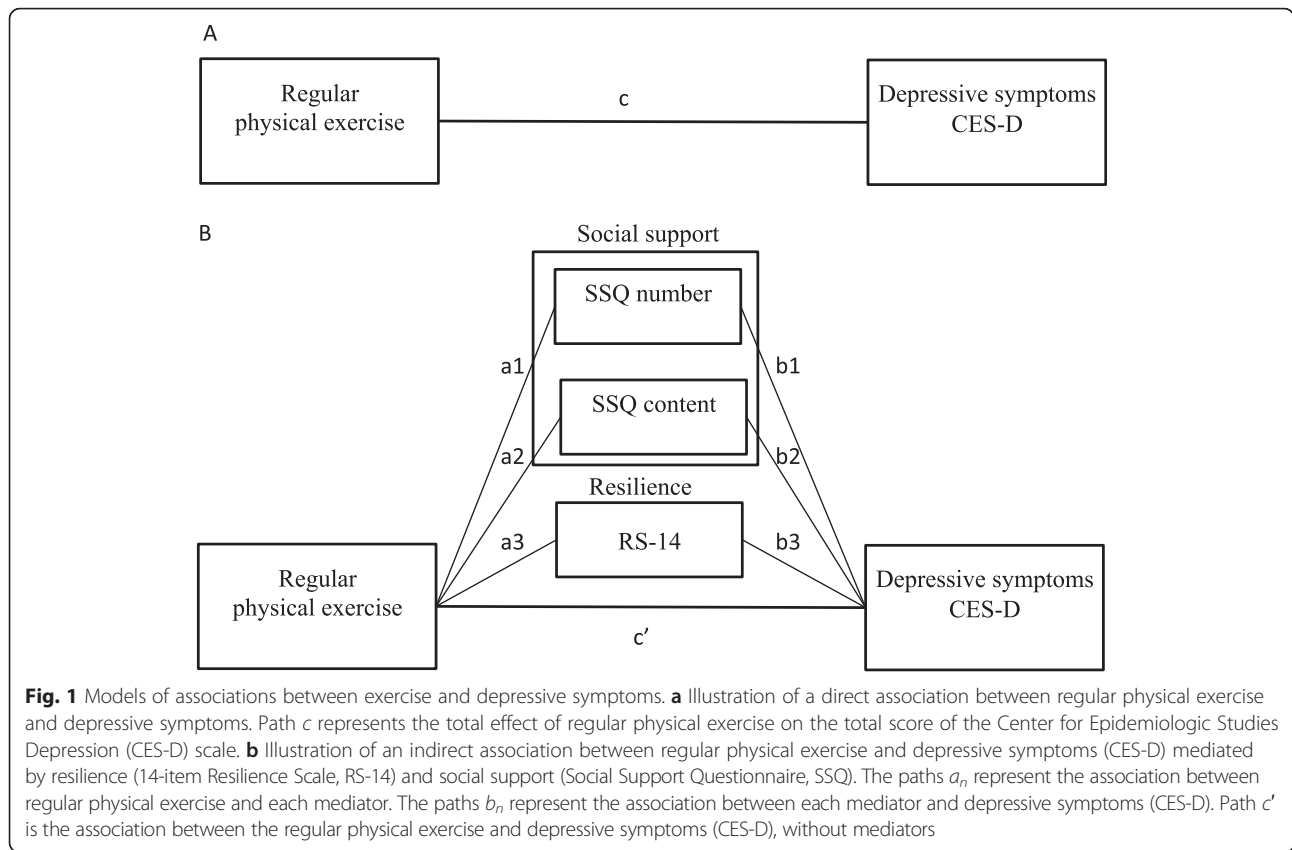 A
Regular
physical exercise
c
Depressive symptoms
CES-D
B
Social support
SSQ number
a1
b1
SSQ content
a2
b2
Resilience
RS-14
a3
b3
Regular
physical exercise
Depressive symptoms
CES-D
c'
Fig. 1 Models of associations between exercise and depressive symptoms. a Illustration of a direct association between regular physical exercise
and depressive symptoms. Path c represents the total effect of regular physical exercise on the total score of the Center for Epidemiologic Studies
Depression (CES-D) scale. b Illustration of an indirect association between regular physical exercise and depressive symptoms (CES-D) mediated
by resilience (14-item Resilience Scale, RS-14) and social support (Social Support Questionnaire, SSQ). The paths an represent the association between
regular physical exercise and each mediator. The paths bn represent the association between each mediator and depressive symptoms (CES-D). Path c'
is the association between the regular physical exercise and depressive symptoms (CES-D), without mediators